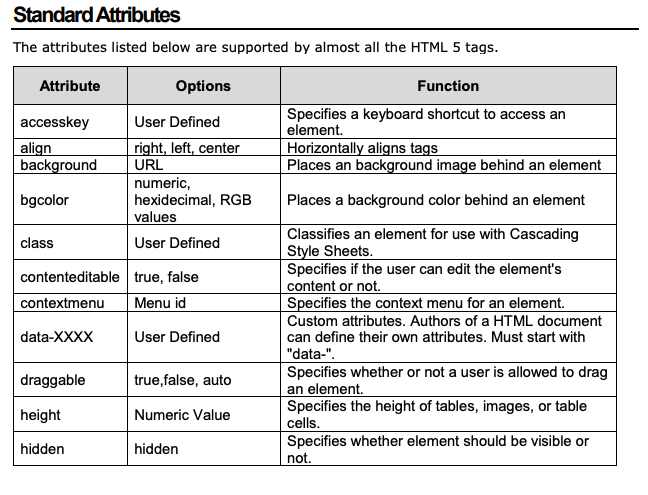 Standard Attributes
The attributes listed below are supported by almost all the HTML 5 tags.
Attribute Options Function
accesskey User Defined Specifies a keyboard shortcut to access an
element.
align right, left, center Horizontally aligns tags
background URL Places an background image behind an element
bgcolor numeric,
hexidecimal, RGB
values Places a background color behind an element
class User Defined Classifies an element for use with Cascading
Style Sheets.
contenteditable true, false Specifies if the user can edit the element's
content or not.
contextmenu Menu id Specifies the context menu for an element.
data-XXXX User Defined Custom attributes. Authors of a HTML document
can define their own attributes. Must start with
"data-".
draggable true,false, auto Specifies whether or not a user is allowed to drag
an element.
height Numeric Value Specifies the height of tables, images, or table
cells.
hidden hidden Specifies whether element should be visible or
not.